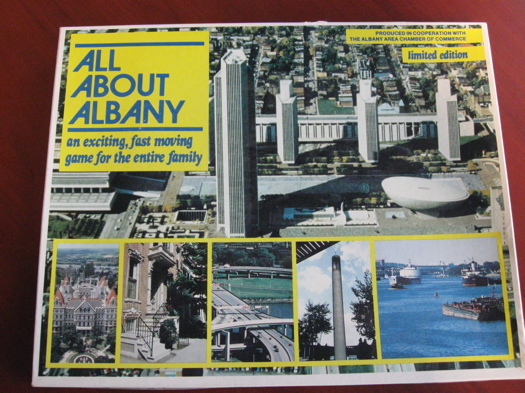 ALL
ABOUT
ALBANY
an exciting, fast moving
game for the entire family
PRODUCED IN COOPERATION WITH
THE ALBANY AREA CHAMBER OF COMMERCE
limited edition